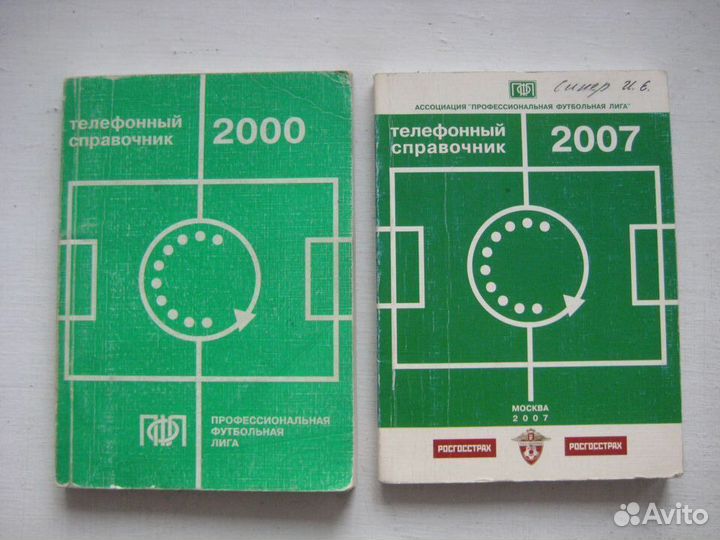 телефонный
справочник
2000
ПФЛ
ПРОФЕССИОНАЛЬНАЯ
ФУТБОЛЬНАЯ
ЛИГА
ПФЛ
Синер И. Е.
АССОЦИАЦИЯ "ПРОФЕССИОНАЛЬНАЯ ФУТБОЛЬНАЯ ЛИГА"
телефонный
справочник
2007
МОСКВА
2007
РОСГОССТРАХ
РОСГОССТРАХ
Avito